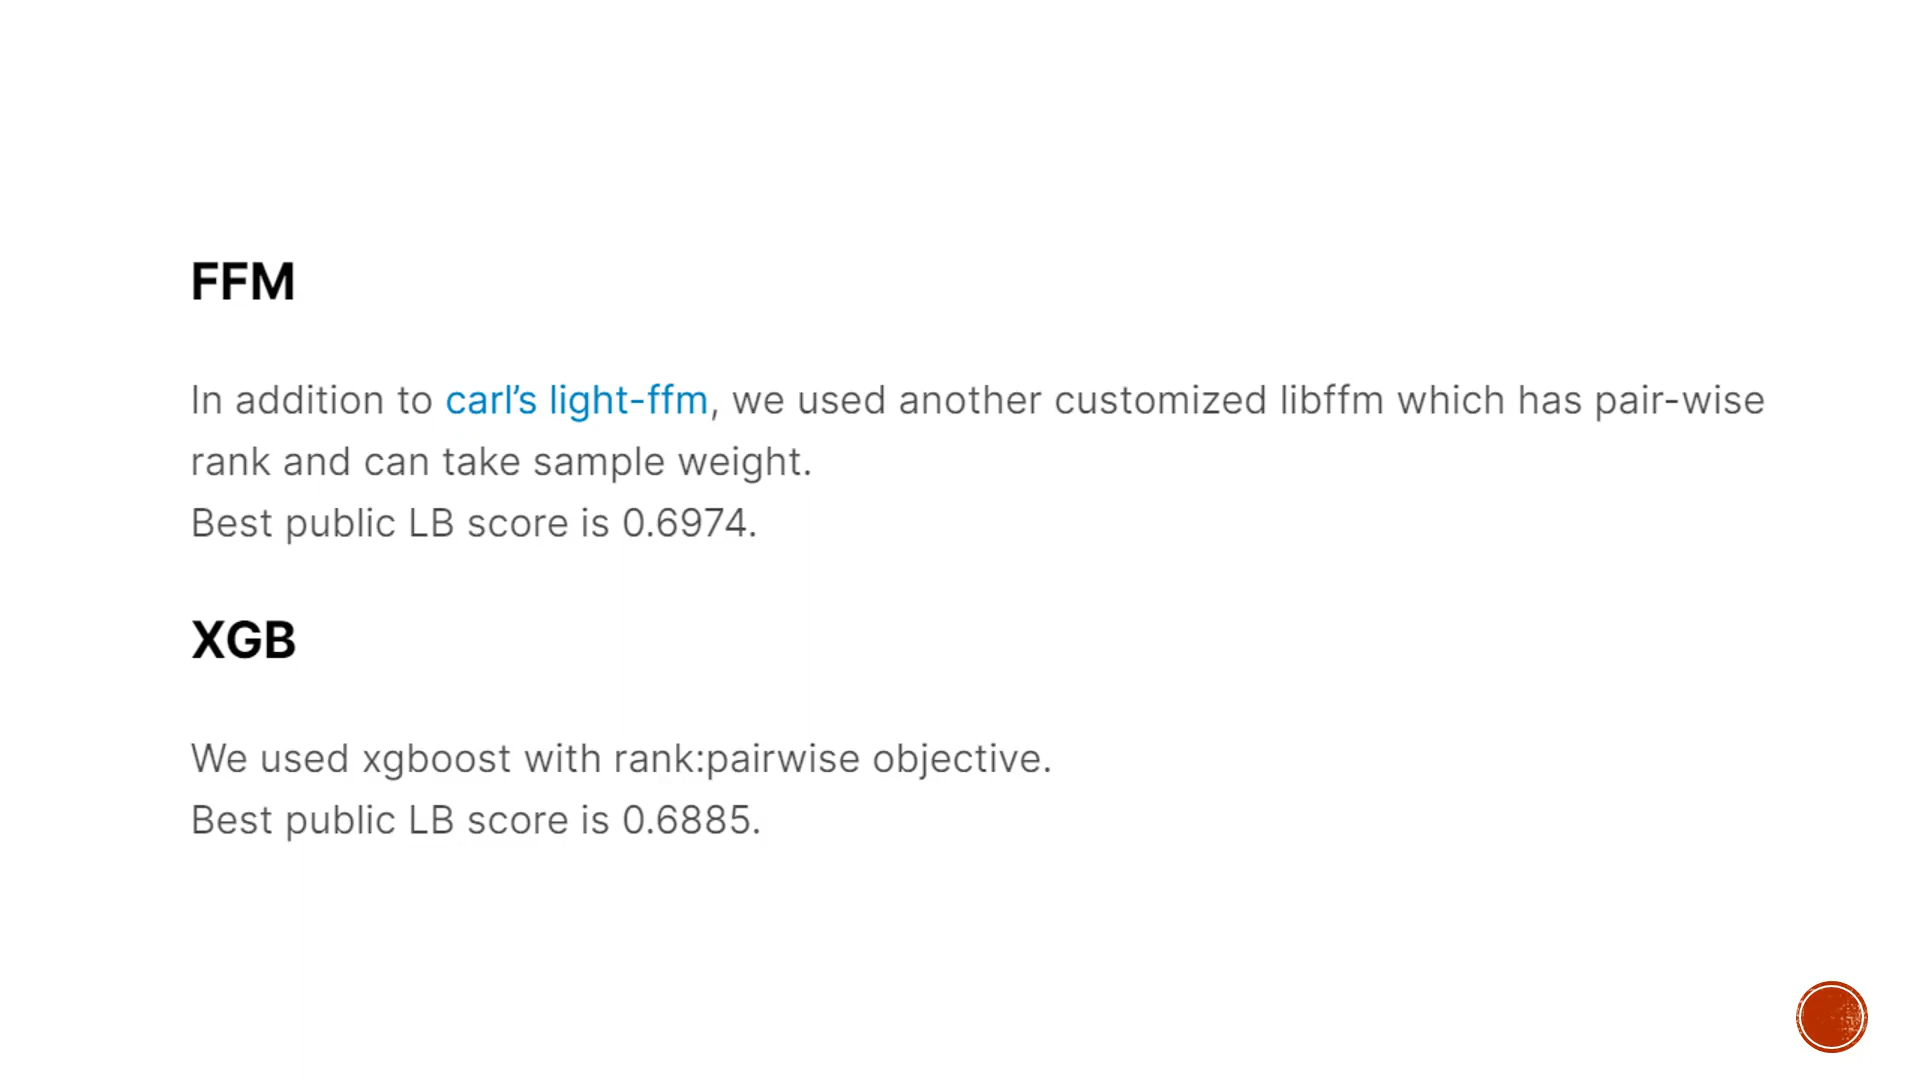 FFM
In addition to carl’s light-ffm, we used another customized libffm which has pair-wise
rank and can take sample weight.
Best public LB score is 0.6974.
XGB
We used xgboost with rank:pairwise objective.
Best public LB score is 0.6885.